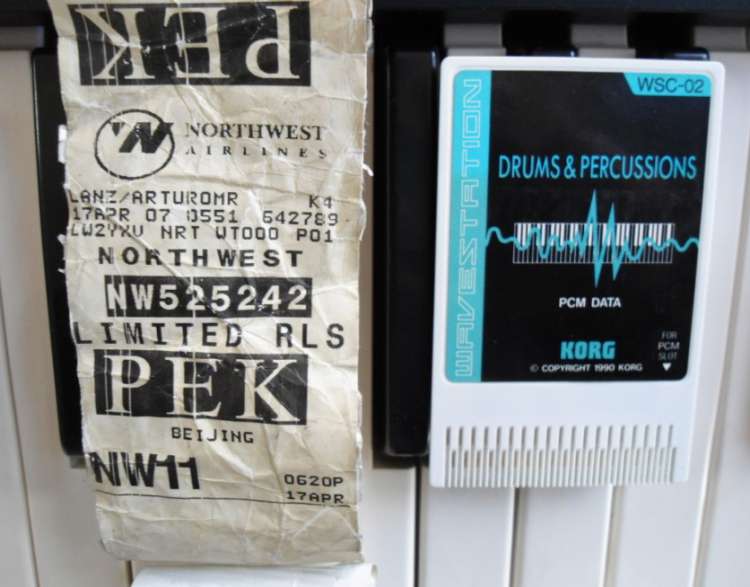 PEK
NORTHWEST
AIRLINES
LANZ/ARTUROMR K4
17APR 07 0551 642789
LW2YXU NRT WT000 P01
NORTHWEST
NW525242
LIMITED RLS
PEK
BEIJING
NW11
0620P
17APR
WSC-02
WAVESTATION
DRUMS & PERCUSSIONS
PCM DATA
KORG
© COPYRIGHT 1990 KORG
FOR
PCM
SLOT